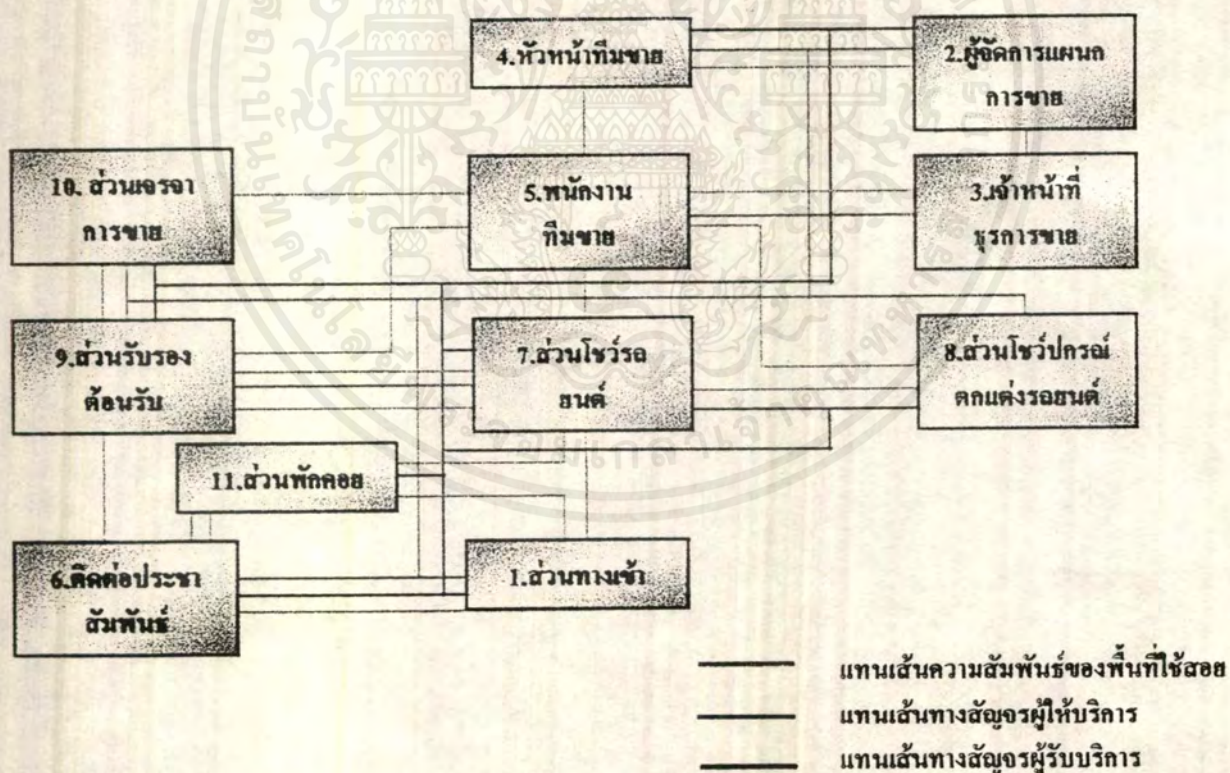 4.หัวหน้าทีมขาย
2.ผู้จัดการแผนก
การขาย
10. ส่วนเจรจา
การขาย
5.พนักงาน
ทีมขาย
3.เจ้าหน้าที่
ธุรการขาย
9.ส่วนรับรอง
ต้อนรับ
7.ส่วนโชว์รถ
ยนต์
8.ส่วนโชว์ปกรณ์
ตกแต่งรถยนต์
11.ส่วนพักคอย
6.ติดต่อประชา
สัมพันธ์
1.ส่วนทางเข้า
แทนเส้นความสัมพันธ์ของพื้นที่ใช้สอย
แทนเส้นทางสัญจรผู้ให้บริการ
แทนเส้นทางสัญจรผู้รับบริการ